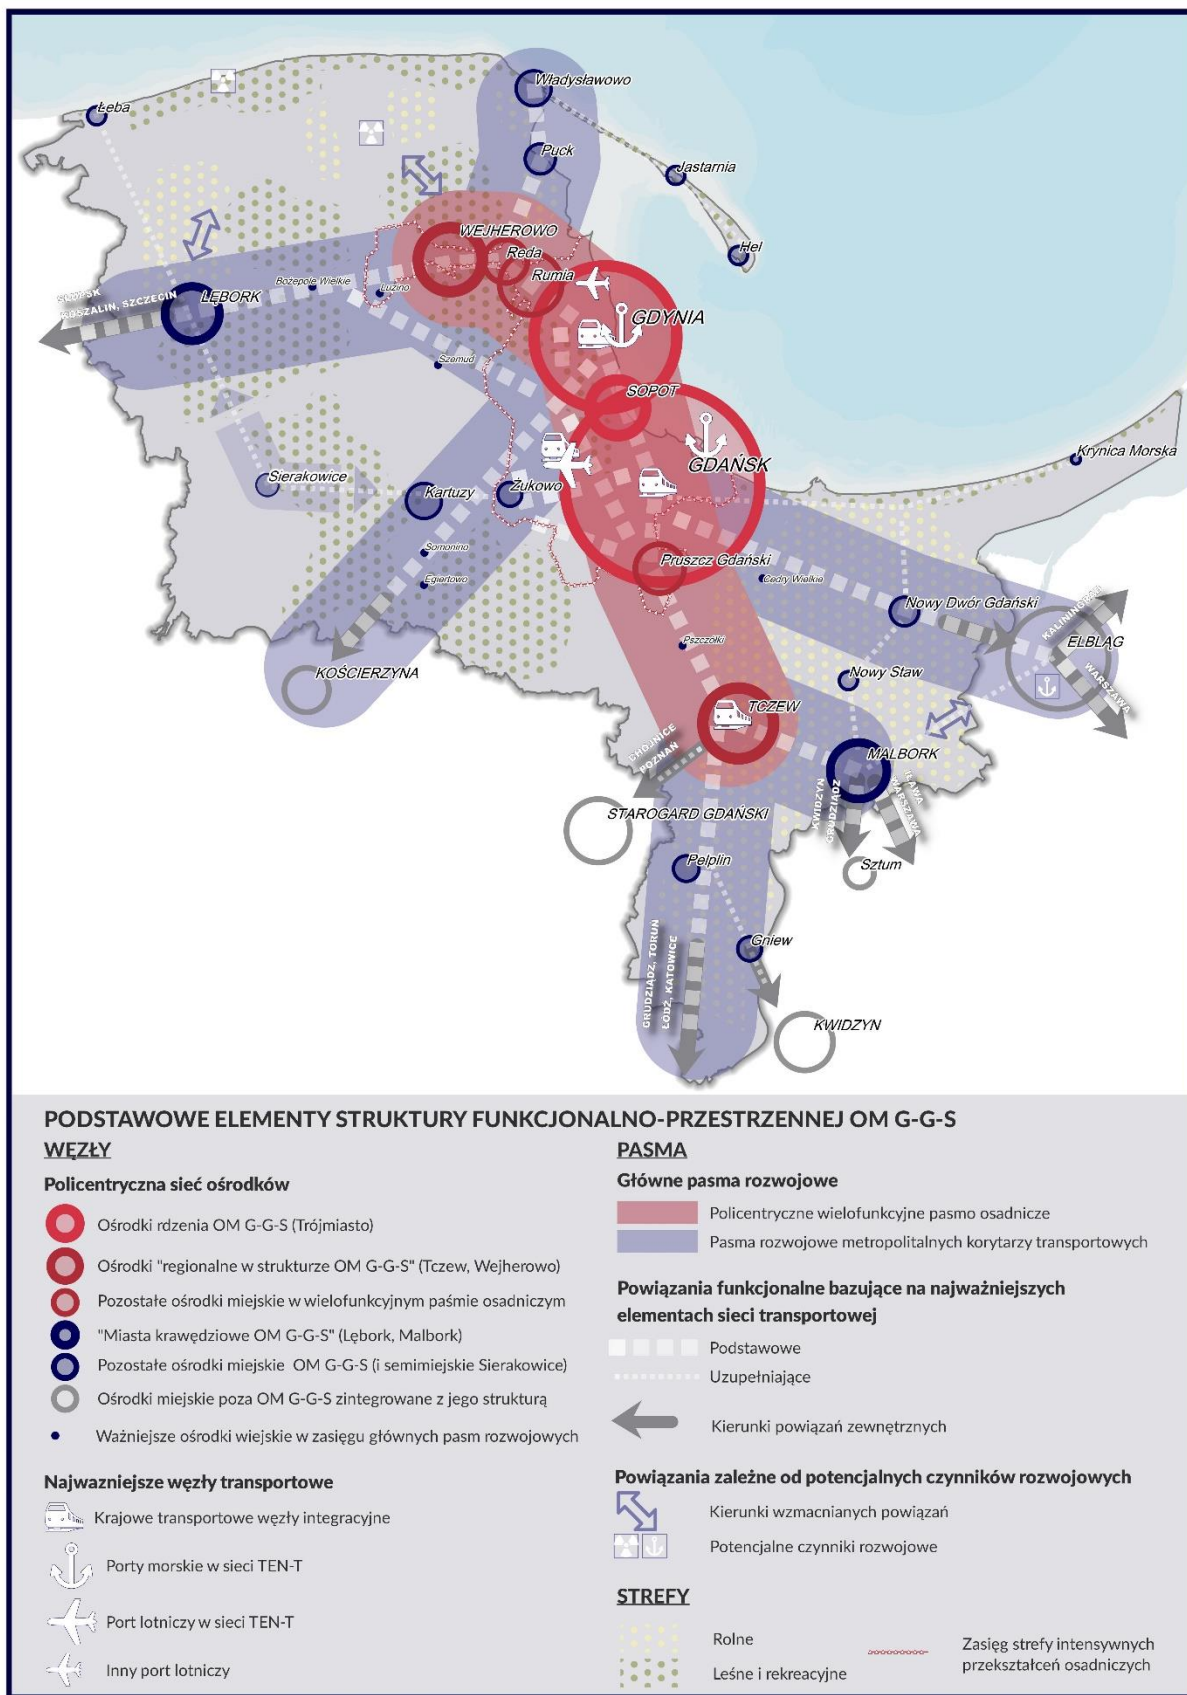 Władysławowo
Łeba
Puck
Jastarnia
WEJHEROWO
Reda
Hel
Rumia
Bożepole Wielkie
Luzino
SŁUPSK
KOSZALIN, SZCZECIN
LĘBORK
GDYNIA
Szemud
SOPOT
Krynica Morska
GDAŃSK
Sierakowice
Kartuzy
Żukowo
Somonino
Pruszcz Gdański
Egiertowo
Cedry Wielkie
Nowy Dwór Gdański
KALININGRAD
ELBLĄG
Pszczółki
WARSZAWA
KOŚCIERZYNA
Nowy Staw
TCZEW
CHOJNICE
POZNAŃ
MALBORK
KWIDZYN
GRUDZIĄDZ
IŁAWA
WARSZAWA
STAROGARD GDAŃSKI
Pelplin
Sztum
Gniew
GRUDZIĄDZ, TORUŃ
ŁÓDŹ, KATOWICE
KWIDZYN
PODSTAWOWE ELEMENTY STRUKTURY FUNKCJONALNO-PRZESTRZENNEJ OM G-G-S
WĘZŁY
Policentryczna sieć ośrodków
Ośrodki rdzenia OM G-G-S (Trójmiasto)
Ośrodki "regionalne w strukturze OM G-G-S" (Tczew, Wejherowo)
Pozostałe ośrodki miejskie w wielofunkcyjnym paśmie osadniczym
"Miasta krawędziowe OM G-G-S" (Lębork, Malbork)
Pozostałe ośrodki miejskie OM G-G-S (i semimiejskie Sierakowice)
Ośrodki miejskie poza OM G-G-S zintegrowane z jego strukturą
Ważniejsze ośrodki wiejskie w zasięgu głównych pasm rozwojowych
Najwazniejsze węzły transportowe
Krajowe transportowe węzły integracyjne
Porty morskie w sieci TEN-T
Port lotniczy w sieci TEN-T
Inny port lotniczy
PASMA
Główne pasma rozwojowe
Policentryczne wielofunkcyjne pasmo osadnicze
Pasma rozwojowe metropolitalnych korytarzy transportowych
Powiązania funkcjonalne bazujące na najważniejszych
elementach sieci transportowej
Podstawowe
Uzupełniające
Kierunki powiązań zewnętrznych
Powiązania zależne od potencjalnych czynników rozwojowych
Kierunki wzmacnianych powiązań
Potencjalne czynniki rozwojowe
STREFY
Rolne
Leśne i rekreacyjne
Zasięg strefy intensywnych
przekształceń osadniczych